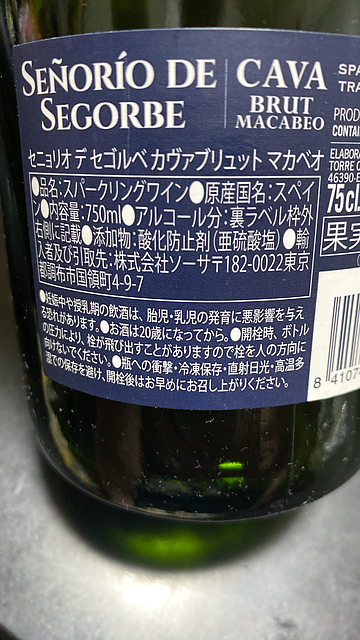 SEÑORÍO DE SEGORBE
CAVA
BRUT
MACABEO
セニョリオ デ セゴルベ カヴァブリュット マカベオ
●品名:スパークリングワイン●原産国名:スペイ
ン●内容量:750ml●アルコール分:裏ラベル枠外
右側に記載●添加物:酸化防止剤(亜硫酸塩)●輸
入者及び引取先:株式会社ソーサ〒182-0022東京
都調布市国領町4-9-7
●妊娠中や授乳期の飲酒は、胎児・乳児の発育に悪影響を与え
る恐れがあります。●お酒は20歳になってから。●開栓時、ボトル
の圧力により、栓が飛び出すことがありますので栓を人の方向に
向けないでください。●瓶への衝撃・冷凍保存・直射日光・高温多
湿での保存を避け、開栓後はお早めにお召し上がりください。
SPA
TRA
PRODU
CONTAI
ELABORA
TORRE O
46390-E
75cL
果実
8 4107